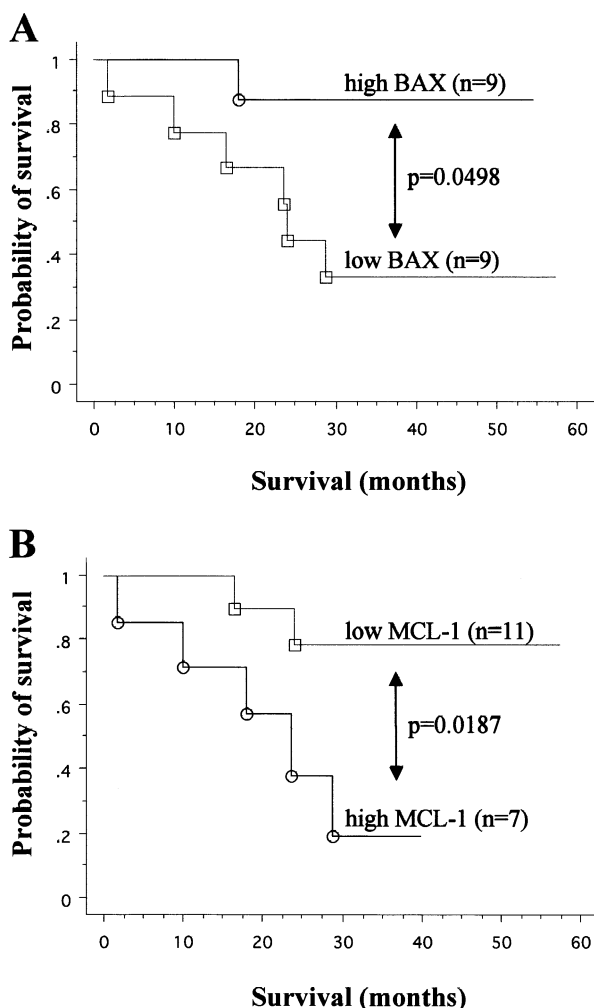 A
Probability of survival
1
.8
.6
.4
.2
0
high BAX (n=9)
p=0.0498
low BAX (n=9)
0 10 20 30 40 50 60
Survival (months)
B
Probability of survival
1
.8
.6
.4
.2
0
low MCL-1 (n=11)
p=0.0187
high MCL-1 (n=7)
0 10 20 30 40 50 60
Survival (months)